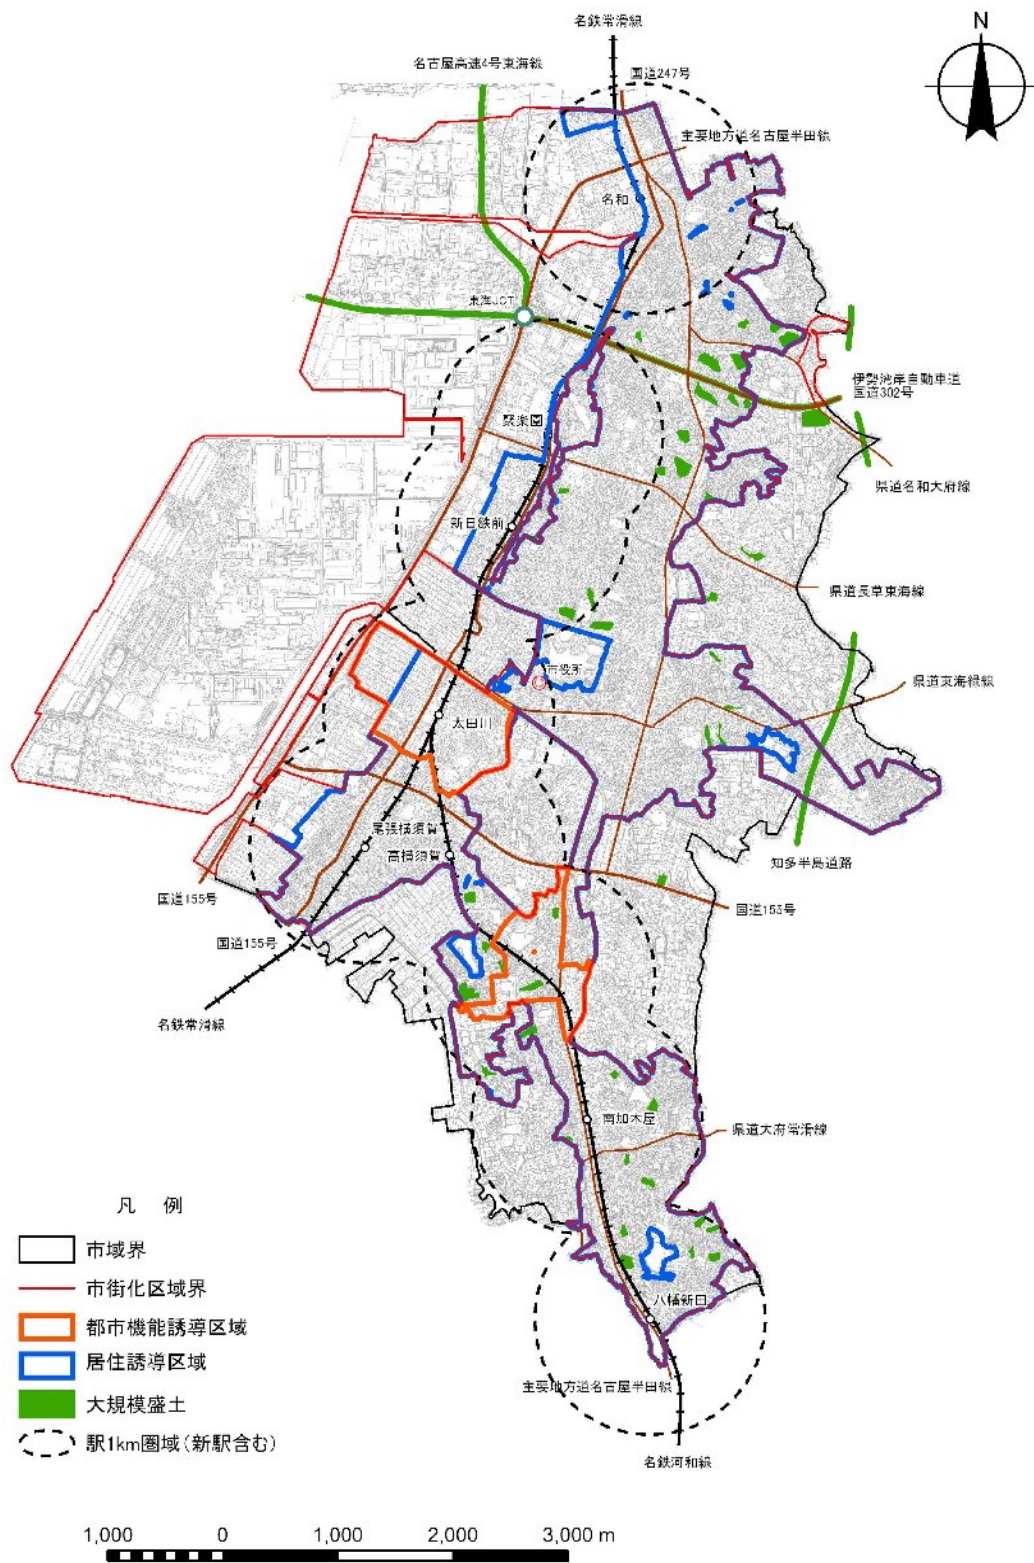 名鉄常滑線
N
名古屋高速4号東海線
国道247号
主要地方道名古屋半田線
名和
東海JCT
伊勢湾岸自動車道
国道302号
聚楽園
県道名和大府線
新日鉄前
県道長草東海線
市役所
県道東海緑線
太田川
尾張横須賀
高横須賀
知多半島道路
国道155号
国道155号
国道155号
名鉄常滑線
南加木屋
県道大府常滑線
八幡新田
主要地方道名古屋半田線
名鉄河和線
凡 例
市域界
市街化区域界
都市機能誘導区域
居住誘導区域
大規模盛土
駅1km圏域(新駅含む)
1,000 0 1,000 2,000 3,000 m